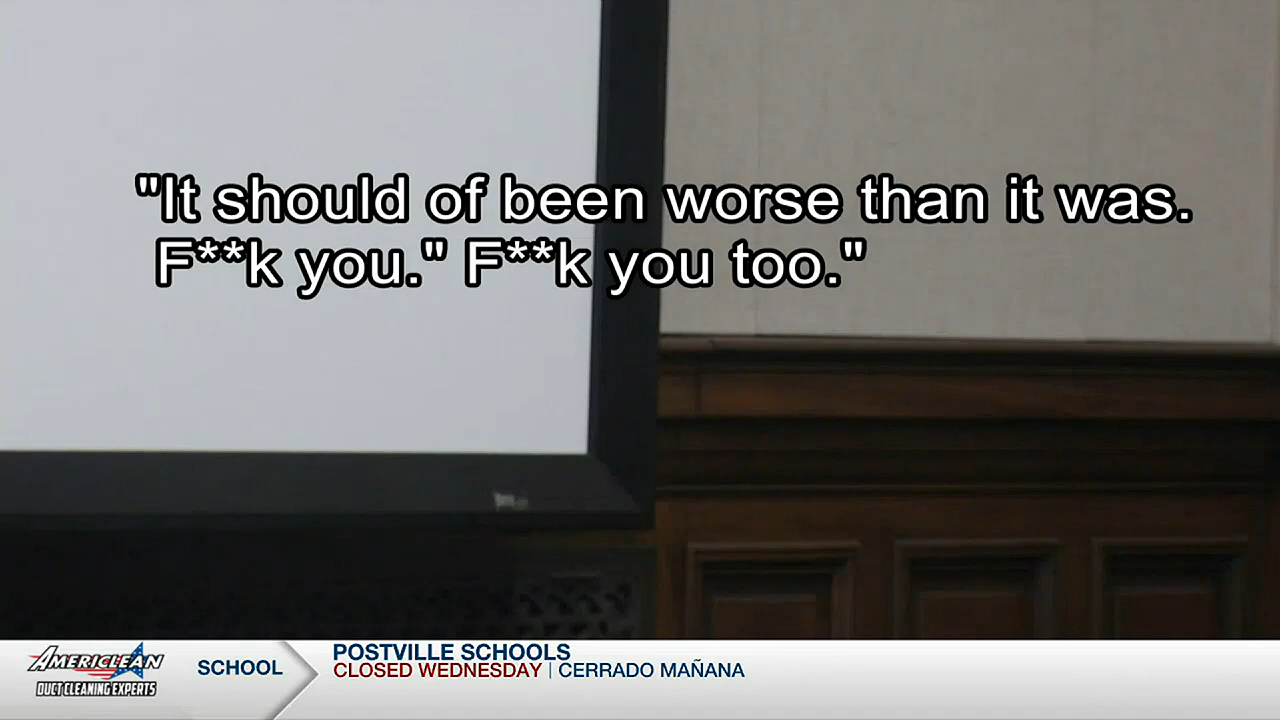 "It should of been worse than it was.
F**k you." F**k you too."
AMERICLEAN
DUCT CLEANING EXPERTS
SCHOOL
POSTVILLE SCHOOLS
CLOSED WEDNESDAY | CERRADO MAÑANA